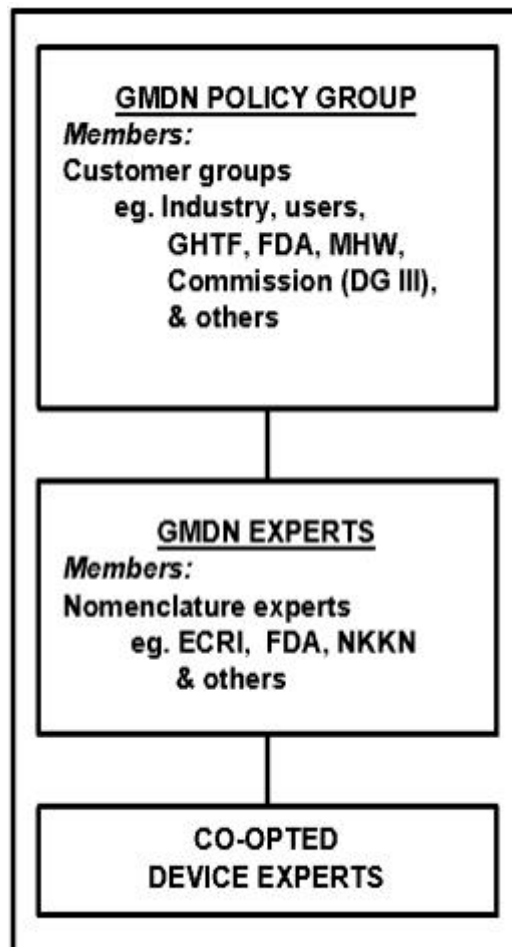 GMDN POLICY GROUP
Members:
Customer groups
eg. Industry, users,
GHTF, FDA, MHW,
Commission (DG III),
& others
GMDN EXPERTS
Members:
Nomenclature experts
eg. ECRI, FDA, NKKN
& others
CO-OPTED
DEVICE EXPERTS